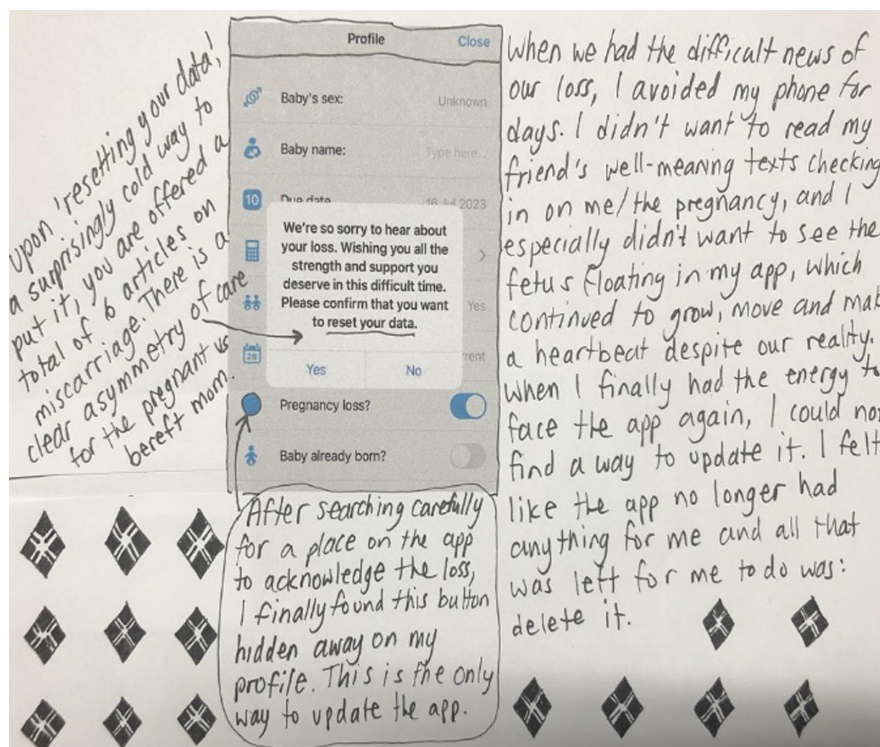 Upon 'resetting your data',
a surprisingly cold way to
put it, you are offered a
total of 6 articles on
miscarriage. There is a
clear asymmetry of care
for the pregnant vs
bereft mom.
Profile
Close
Baby's sex:
Unknown
Baby name:
Type here...
10
Due date
16 Jul 2023
We're so sorry to hear about
your loss. Wishing you all the
strength and support you
deserve in this difficult time.
Please confirm that you want
to reset your data.
Yes
No
Yes
28
rent
Pregnancy loss?
Baby already born?
After searching carefully
for a place on the app
to acknowledge the loss,
I finally found this button
hidden away on my
profile. This is the only
way to update the app.
When we had the difficult news of
our loss, I avoided my phone for
days. I didn't want to read my
friend's well-meaning texts checking
in on me/the pregnancy, and I
especially didn't want to see the
fetus floating in my app, which
continued to grow, move and mak
a heartbeat despite our reality.
When I finally had the energy to
face the app again, I could not
find a way to update it. I felt
like the app no longer had
anything for me and all that
was left for me to do was:
delete it.